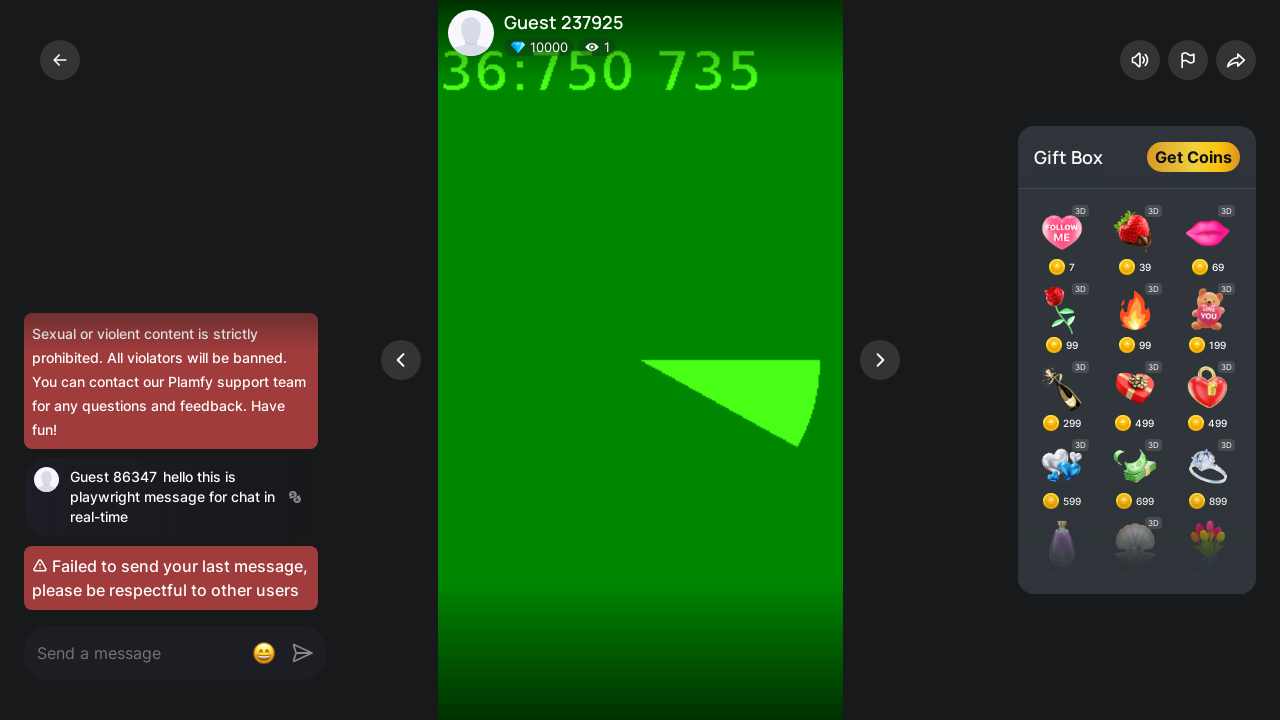 Guest 237925
10000 1
36:750 735
Gift Box
Get Coins
3D 3D 3D
FOLLOW
ME
7 39 69
3D 3D 3D
LOVE
YOU
99 99 199
3D 3D 3D
299 499 499
3D 3D 3D
599 699 899
3D
Sexual or violent content is strictly
prohibited. All violators will be banned.
You can contact our Plamfy support team
for any questions and feedback. Have
fun!
Guest 86347 hello this is
playwright message for chat in
real-time
Failed to send your last message,
please be respectful to other users
Send a message